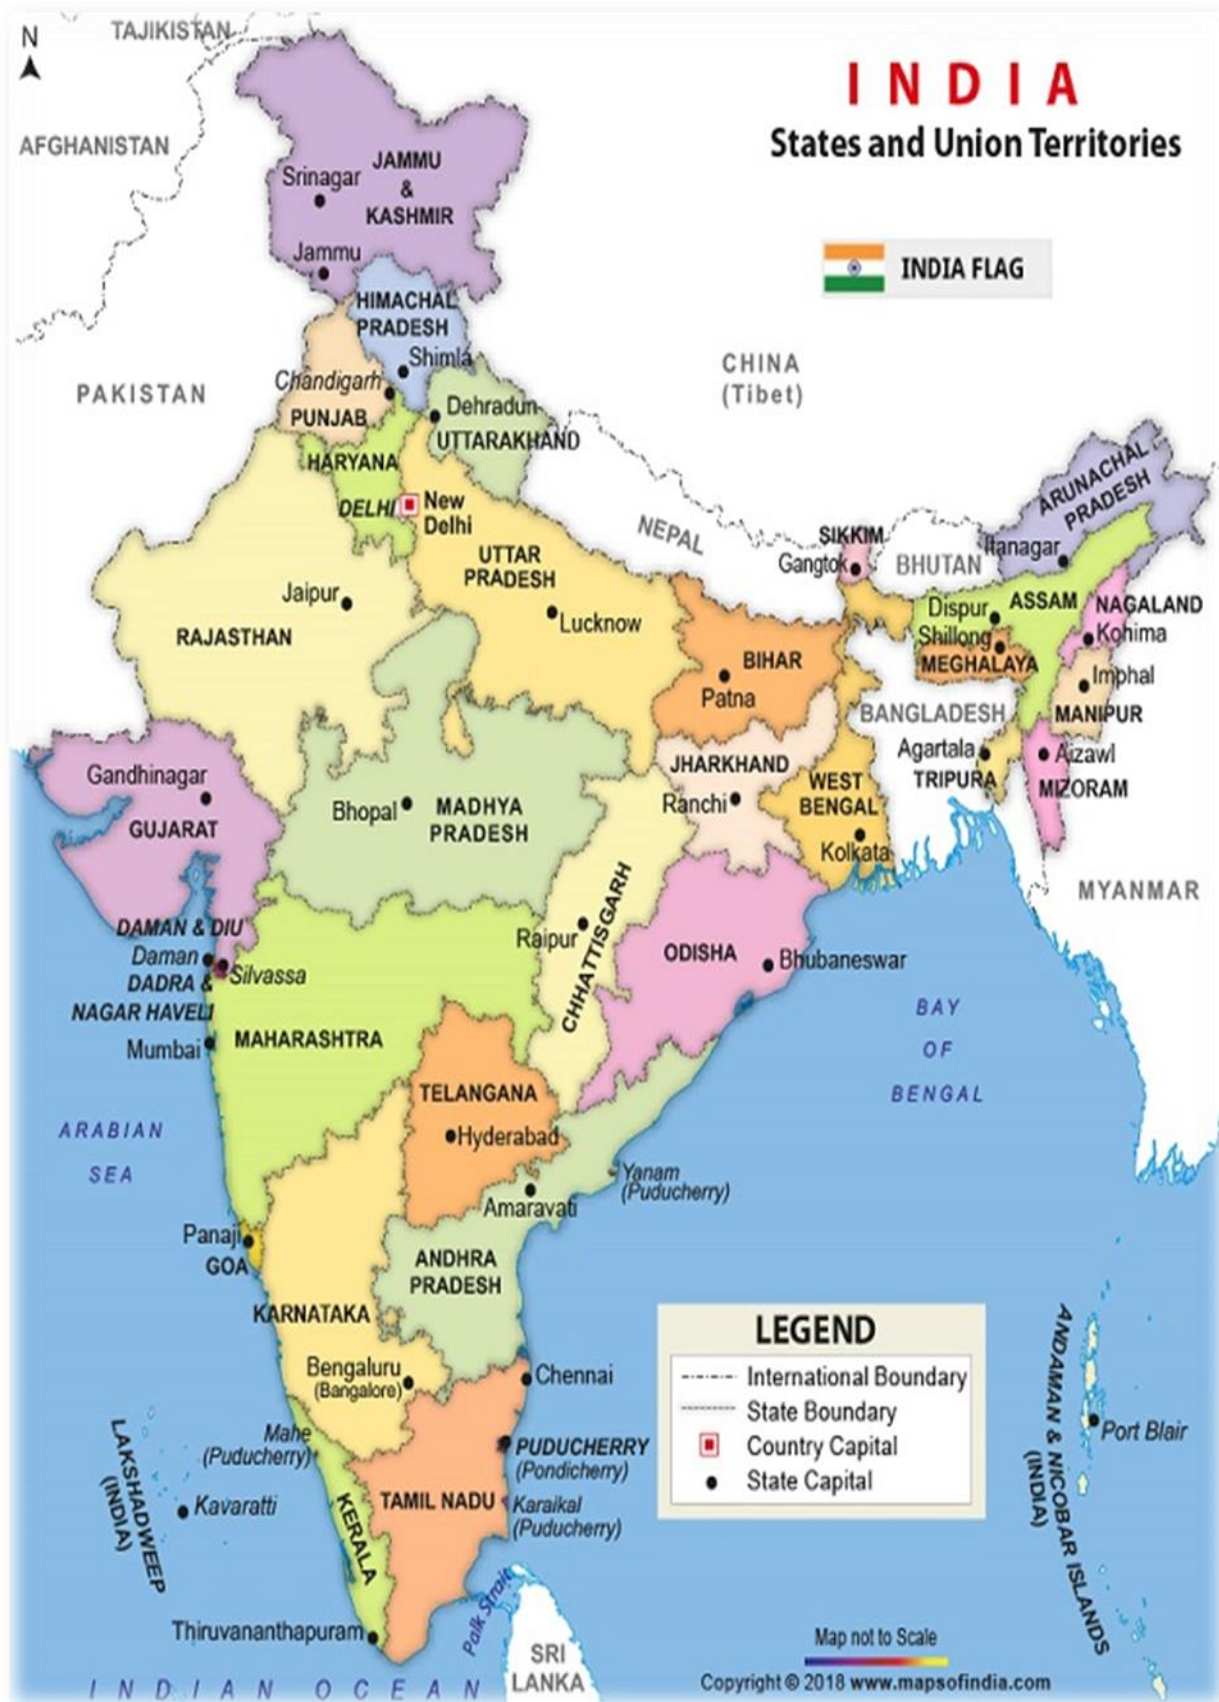 N
TAJIKISTAN
I N D I A
States and Union Territories
AFGHANISTAN
JAMMU
&
KASHMIR
Srinagar
Jammu
INDIA FLAG
HIMACHAL
PRADESH
Shimla
CHINA
(Tibet)
PAKISTAN
Chandigarh
PUNJAB
Dehradun
UTTARAKHAND
HARYANA
DELHI
New
Delhi
NEPAL
ARUNACHAL
PRADESH
SIKKIM
Gangtok
BHUTAN
Itanagar
UTTAR
PRADESH
Jaipur
Lucknow
RAJASTHAN
Dispur
ASSAM
NAGALAND
Shillong
Kohima
MEGHALAYA
BIHAR
Patna
Imphal
MANIPUR
BANGLADESH
Agartala
Aizawl
TRIPURA
MIZORAM
JHARKHAND
Ranchi
WEST
BENGAL
Kolkata
Gandhinagar
GUJARAT
Bhopal
MADHYA
PRADESH
MYANMAR
CHHATTISGARH
Raipur
DAMAN & DIU
Daman
Silvassa
DADRA &
NAGAR HAVELI
ODISHA
Bhubaneswar
Mumbai
MAHARASHTRA
BAY
OF
BENGAL
TELANGANA
Hyderabad
ARABIAN
SEA
Yanam
(Puducherry)
Amaravati
Panaji
GOA
ANDHRA
PRADESH
KARNATAKA
Bengaluru
(Bangalore)
Chennai
LEGEND
International Boundary
State Boundary
Country Capital
State Capital
ANDAMAN & NICOBAR ISLANDS
(INDIA)
Port Blair
Mahe
(Puducherry)
PUDUCHERRY
(Pondicherry)
LAKSHADWEEP
(INDIA)
Kavaratti
KERALA
TAMIL NADU
Karaikal
(Puducherry)
Thiruvananthapuram
Palk Strait
SRI
LANKA
Map not to Scale
Copyright © 2018 www.mapsofindia.com
I N D I A N O C E A N